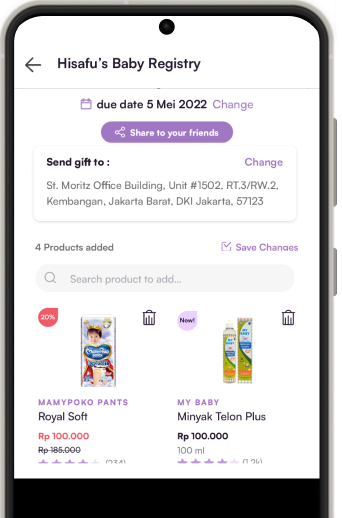 Hisafu's Baby Registry
due date 5 Mei 2022 Change
Share to your friends
Send gift to :
Change
St. Moritz Office Building, Unit #1502, RT.3/RW.2,
Kembangan, Jakarta Barat, DKI Jakarta, 57123
4 Products added
Save Changes
Search product to add...
20%
New!
MAMYPOKO PANTS
Royal Soft
Rp 100.000
Rp 185.000
(234)
MY BABY
Minyak Telon Plus
Rp 100.000
100 ml
(1.2k)